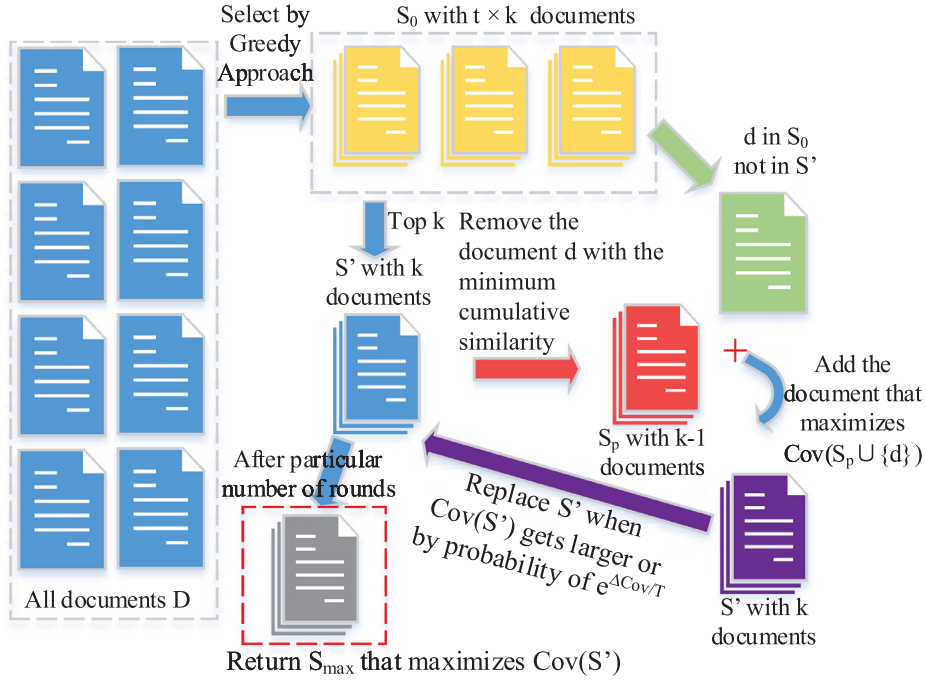 Select by
Greedy
Approach
S₀ with t × k documents
d in S₀
not in S’
Top k
Remove the
document d with the
minimum
cumulative
similarity
S’ with k
documents
Add the
document that
maximizes
Cov(Sₚ ∪ {d})
Sₚ with k-1
documents
After particular
number of rounds
Replace S’ when
Cov(S’) gets larger or
by probability of e^ΔCov/T
All documents D
S’ with k
documents
Return Sₘₐₓ that maximizes Cov(S’)